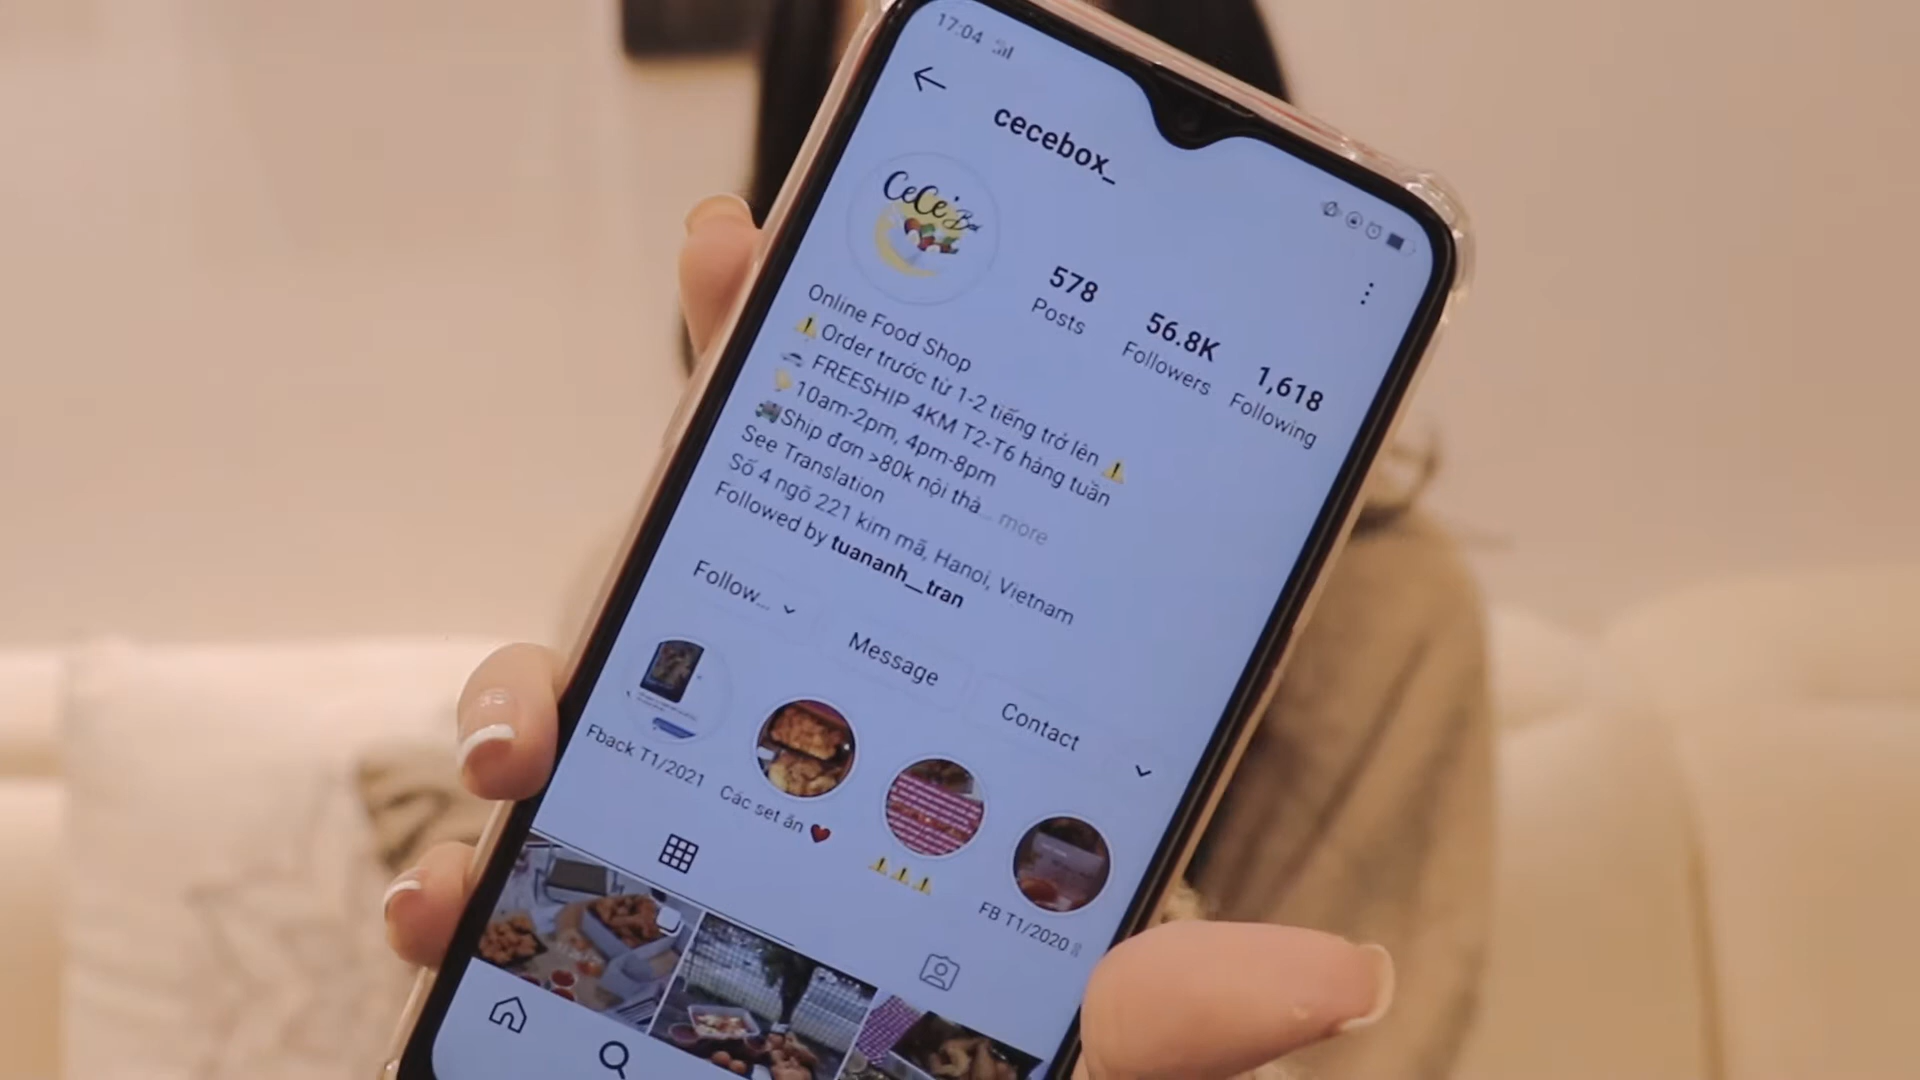 17:04
cecebox_
CeCe'Box
578
Posts
56.8K
Followers
1,618
Following
Online Food Shop
⚠️Order trước từ 1-2 tiếng trở lên ⚠️
FREESHIP 4KM T2-T6 hàng tuần
10am-2pm, 4pm-8pm
Ship đơn >80k nội thà... more
See Translation
Số 4 ngõ 221 kim mã, Hanoi, Vietnam
Followed by tuananh__tran
Follow...
Message
Contact
Fback T1/2021
Các set ăn ❤️
⚠️⚠️⚠️
FB T1/2020